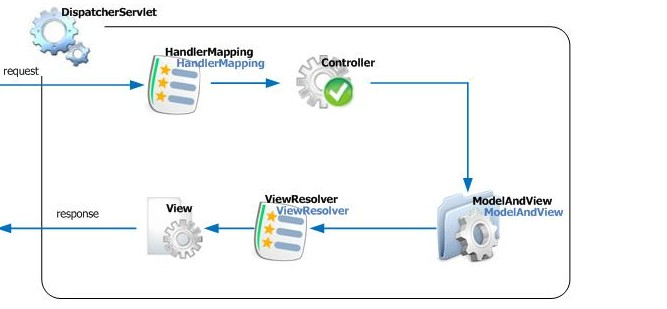 DispatcherServlet
request
HandlerMapping
HandlerMapping
Controller
ModelAndView
ModelAndView
ViewResolver
ViewResolver
View
response